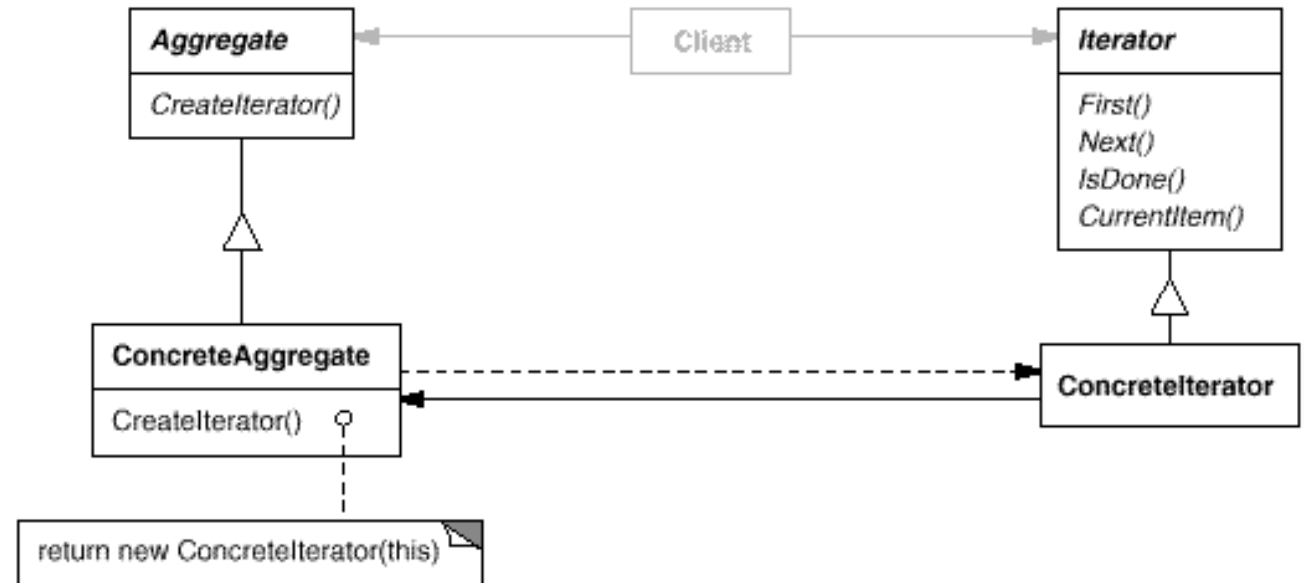 Aggregate
CreateIterator()
Client
Iterator
First()
Next()
IsDone()
CurrentItem()
ConcreteAggregate
CreateIterator()
ConcreteIterator
return new ConcreteIterator(this)